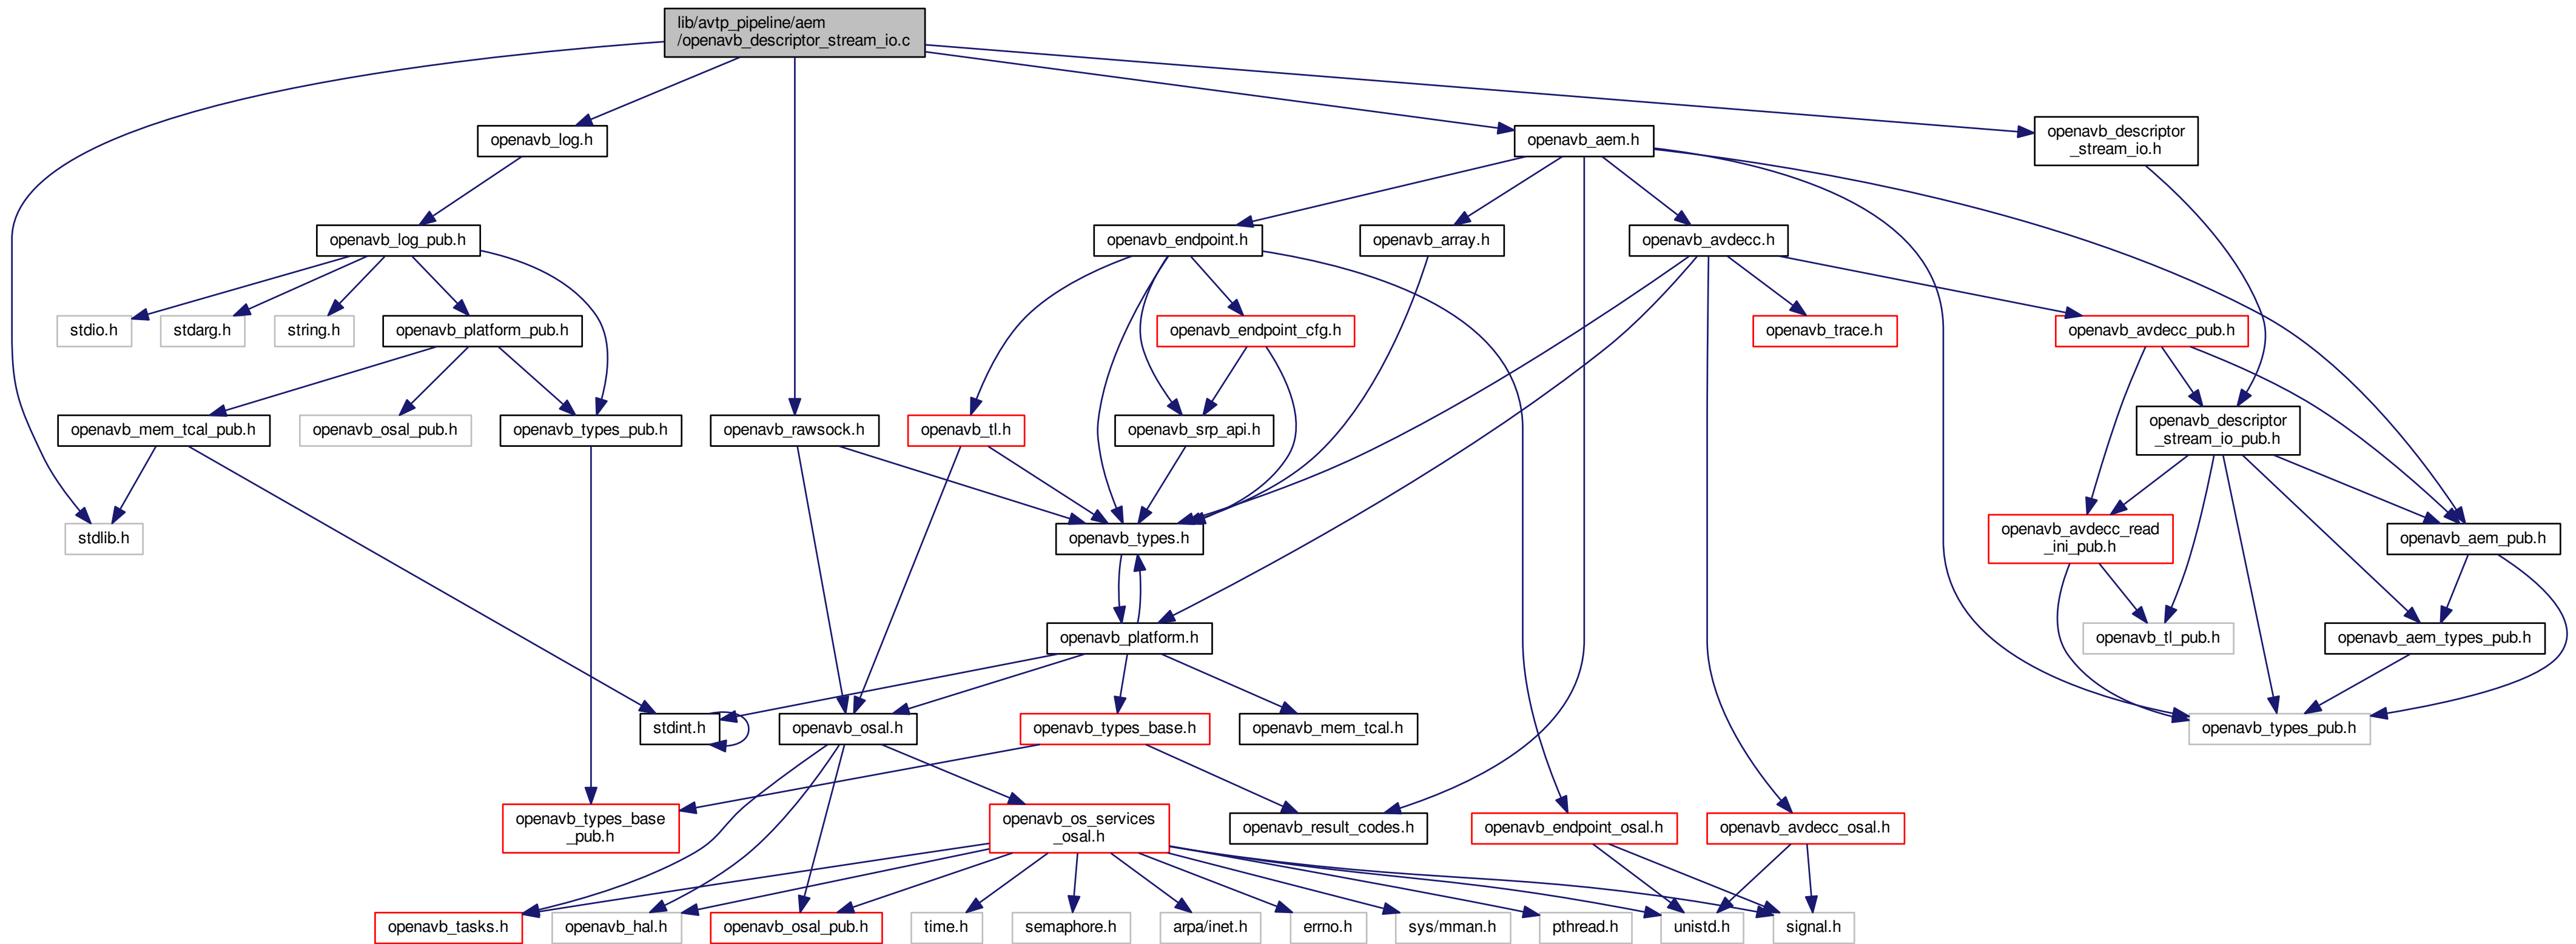 lib/avtp_pipeline/aem
/openavb_descriptor_stream_io.c
openavb_log.h
openavb_aem.h
openavb_descriptor
_stream_io.h
openavb_log_pub.h
openavb_endpoint.h
openavb_array.h
openavb_avdecc.h
stdio.h
stdarg.h
string.h
openavb_platform_pub.h
openavb_endpoint_cfg.h
openavb_trace.h
openavb_avdecc_pub.h
openavb_mem_tcal_pub.h
openavb_osal_pub.h
openavb_types_pub.h
openavb_rawsock.h
openavb_tl.h
openavb_srp_api.h
openavb_descriptor
_stream_io_pub.h
stdlib.h
openavb_types.h
openavb_avdecc_read
_ini_pub.h
openavb_aem_pub.h
openavb_platform.h
openavb_tl_pub.h
openavb_aem_types_pub.h
stdint.h
openavb_osal.h
openavb_types_base.h
openavb_mem_tcal.h
openavb_types_pub.h
openavb_types_base
_pub.h
openavb_os_services
_osal.h
openavb_result_codes.h
openavb_endpoint_osal.h
openavb_avdecc_osal.h
openavb_tasks.h
openavb_hal.h
openavb_osal_pub.h
time.h
semaphore.h
arpa/inet.h
errno.h
sys/mman.h
pthread.h
unistd.h
signal.h